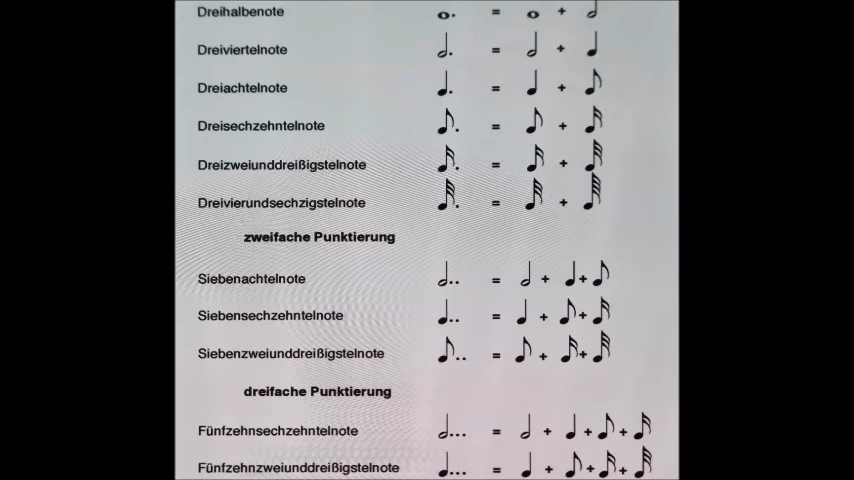 Dreihalbenote 𝅝. = 𝅝 + 𝅗𝅥
Dreiviertelnote 𝅗𝅥. = 𝅗𝅥 + 𝅘𝅥
Dreiachtelnote 𝅘𝅥. = 𝅘𝅥 + 𝅘𝅥𝅮
Dreisechzehntelnote 𝅘𝅥𝅮. = 𝅘𝅥𝅮 + 𝅘𝅥𝅯
Dreizweiunddreißigstelnote 𝅘𝅥𝅯. = 𝅘𝅥𝅯 + 𝅘𝅥𝅰
Dreivierundsechzigstelnote 𝅘𝅥𝅰. = 𝅘𝅥𝅰 + 𝅘𝅥𝅱
zweifache Punktierung
Siebenachtelnote 𝅗𝅥.. = 𝅗𝅥 + 𝅘𝅥 + 𝅘𝅥𝅮
Siebensechzehntelnote 𝅘𝅥.. = 𝅘𝅥 + 𝅘𝅥𝅮 + 𝅘𝅥𝅯
Siebenzweiunddreißigstelnote 𝅘𝅥𝅮.. = 𝅘𝅥𝅮 + 𝅘𝅥𝅯 + 𝅘𝅥𝅰
dreifache Punktierung
Fünfzehnsechzehntelnote 𝅗𝅥... = 𝅗𝅥 + 𝅘𝅥 + 𝅘𝅥𝅮 + 𝅘𝅥𝅯
Fünfzehnzweiunddreißigstelnote 𝅘𝅥... = 𝅘𝅥 + 𝅘𝅥𝅮 + 𝅘𝅥𝅯 + 𝅘𝅥𝅰